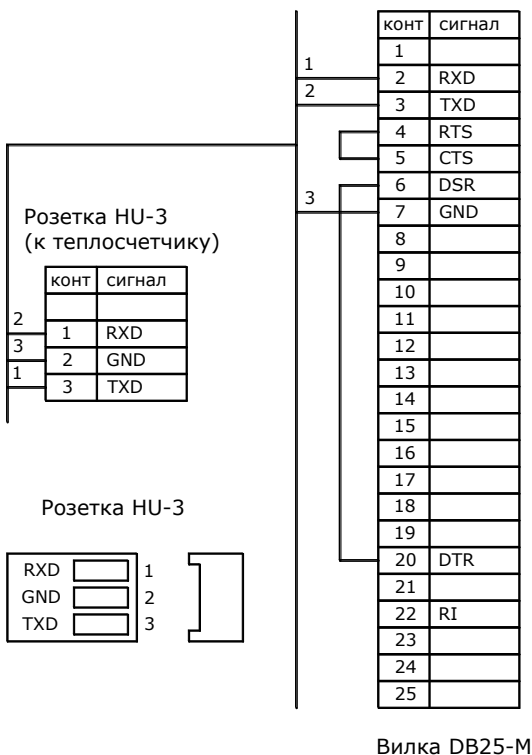 конт сигнал
1
1
2 RXD
2
3 TXD
4 RTS
5 CTS
6 DSR
3
7 GND
8
9
10
11
12
13
14
15
16
17
18
19
20 DTR
21
22 RI
23
24
25
Вилка DB25-M
Розетка HU-3
(к теплосчетчику)
конт сигнал
2
1 RXD
3
2 GND
1
3 TXD
Розетка HU-3
RXD 1
GND 2
TXD 3